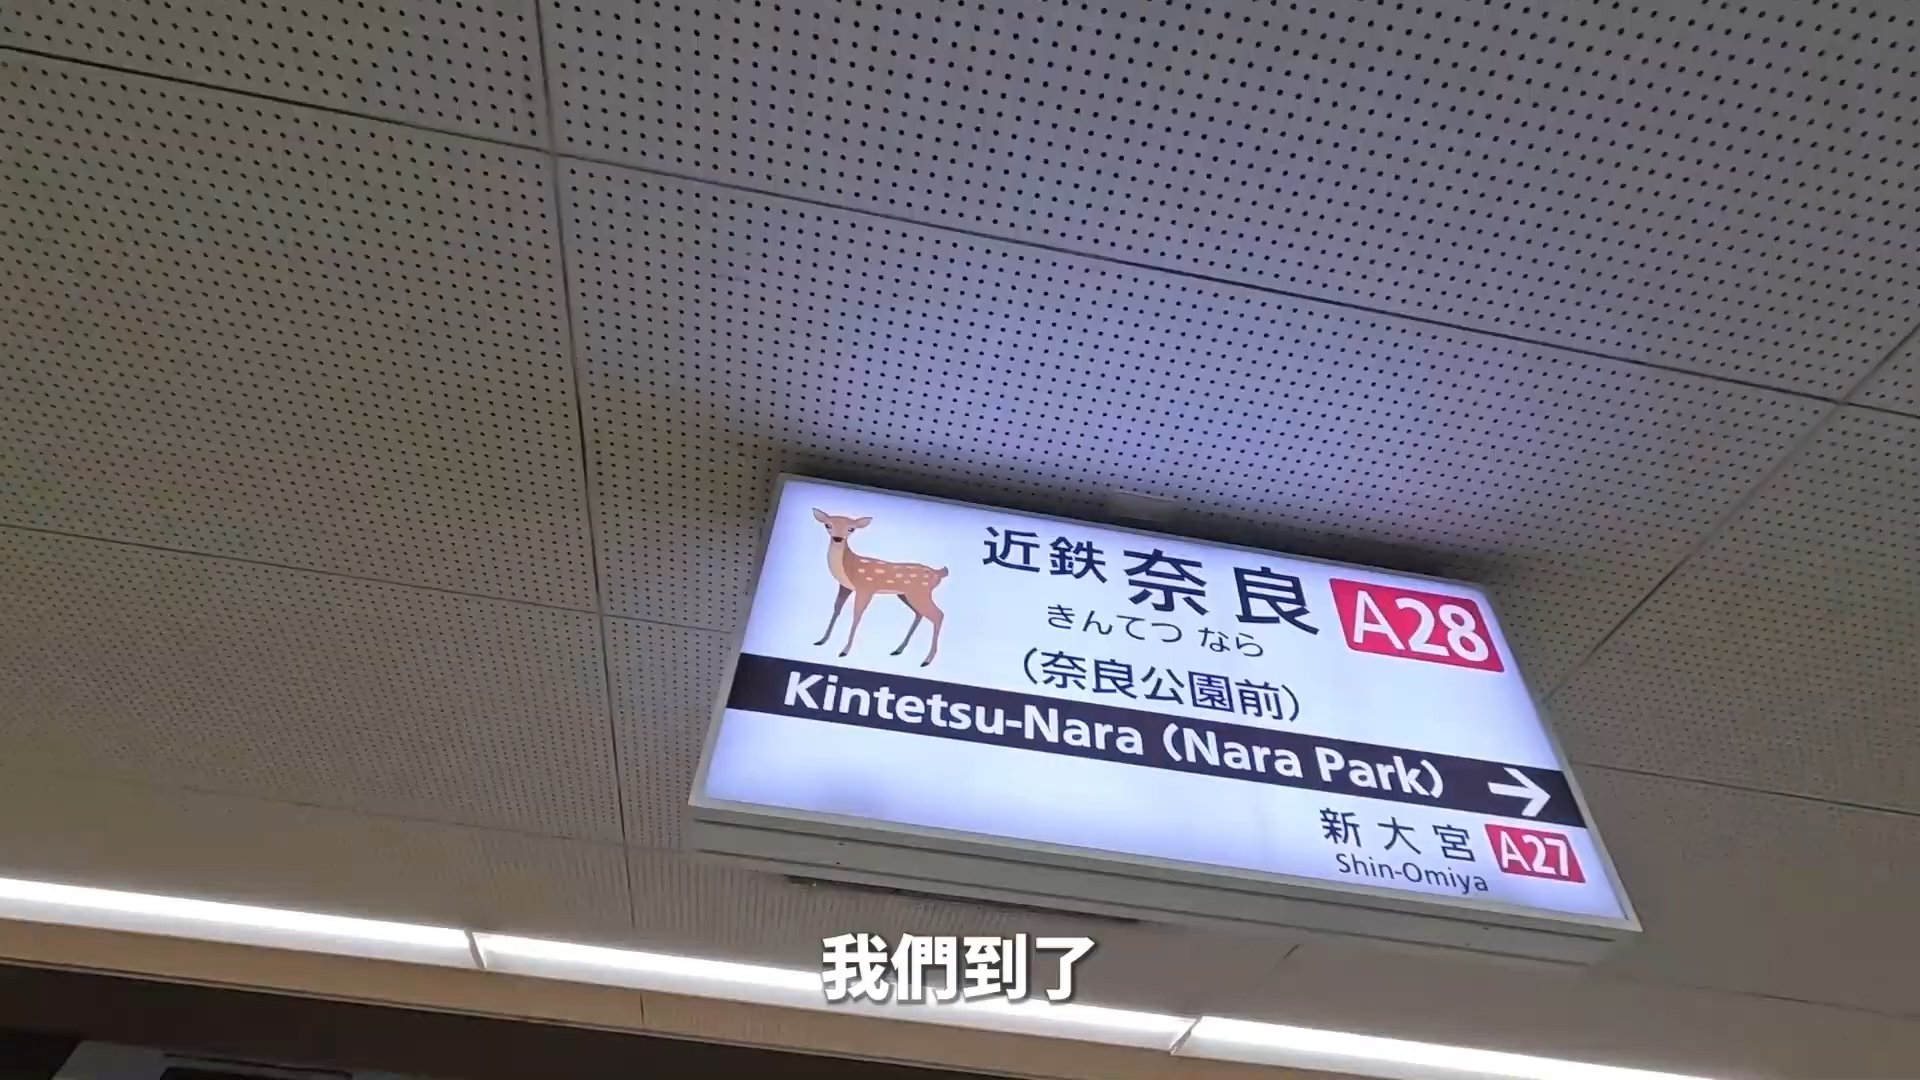 近鉄奈良 A28
きんてつ なら
(奈良公園前)
Kintetsu-Nara (Nara Park) →
新大宮 A27
Shin-Omiya
我們到了